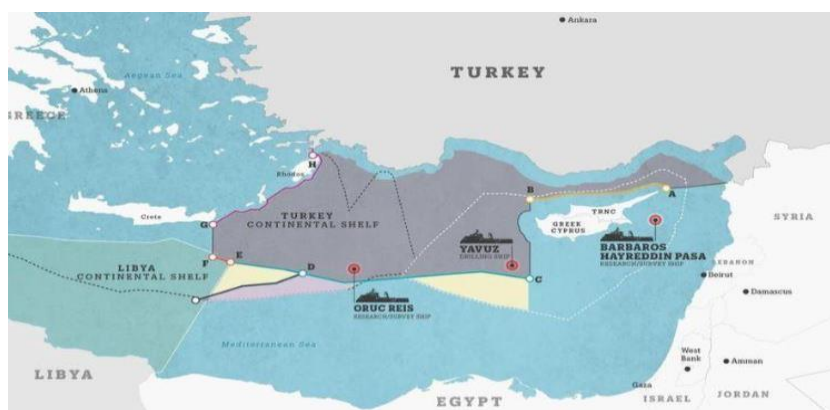 Ankara
TURKEY
Aegean Sea
Athens
GREECE
H
Rhodes
B
A
Crete
G
TURKEY
CONTINENTAL SHELF
TRNC
GREEK
CYPRUS
SYRIA
YAVUZ
DRILLING SHIP
BARBAROS
HAYREDDIN PASA
RESEARCH/SURVEY SHIP
F
E
LIBYA
CONTINENTAL SHELF
D
C
LEBANON
Beirut
ORUC REIS
RESEARCH/SURVEY SHIP
Damascus
Mediterranean Sea
West
Bank
Amman
LIBYA
EGYPT
Gaza
ISRAEL
JORDAN